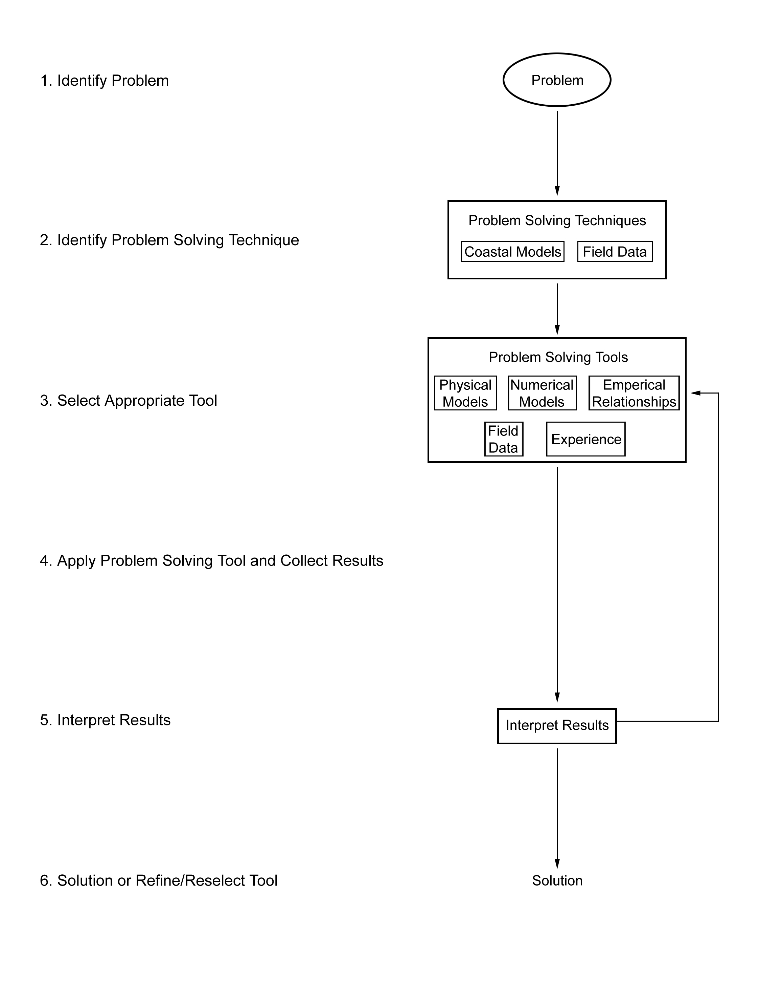 1. Identify Problem
Problem
Problem Solving Techniques
2. Identify Problem Solving Technique
Coastal Models
Field Data
Problem Solving Tools
Physical
Models
Numerical
Models
Emperical
Relationships
3. Select Appropriate Tool
Field
Data
Experience
4. Apply Problem Solving Tool and Collect Results
5. Interpret Results
Interpret Results
6. Solution or Refine/Reselect Tool
Solution